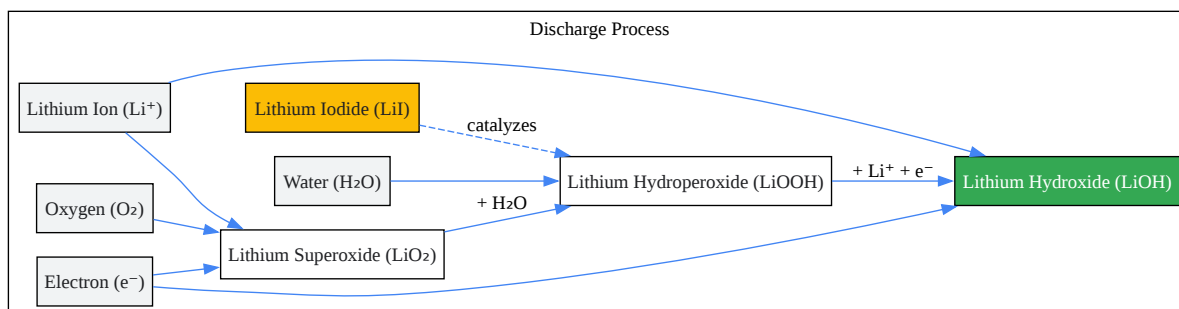 Discharge Process
Lithium Ion (Li⁺)
Lithium Iodide (LiI)
catalyzes
Water (H₂O)
Lithium Hydroperoxide (LiOOH)
+ Li⁺ + e⁻
Lithium Hydroxide (LiOH)
Oxygen (O₂)
+ H₂O
Lithium Superoxide (LiO₂)
Electron (e⁻)